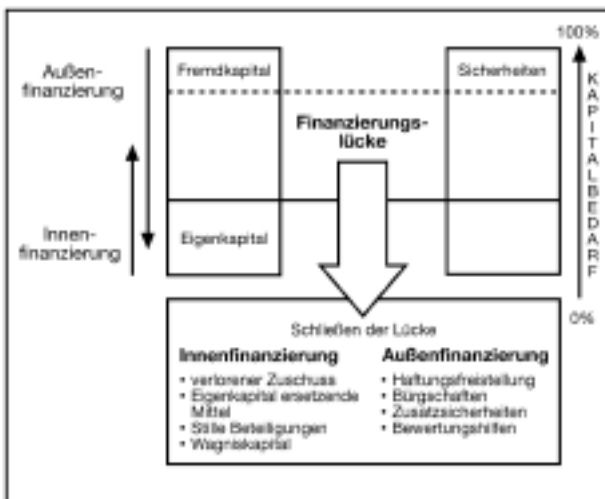 100%
Außen-
finanzierung
Fremdkapital
Sicherheiten
KAPITALBEDARF
Finanzierungs-
lücke
Innen-
finanzierung
Eigenkapital
0%
Schließen der Lücke
Innenfinanzierung
• verlorener Zuschuss
• Eigenkapital ersetzende
Mittel
• Stille Beteiligungen
• Wagniskapital
Außenfinanzierung
• Haftungsfreistellung
• Bürgschaften
• Zusatzsicherheiten
• Bewertungshilfen